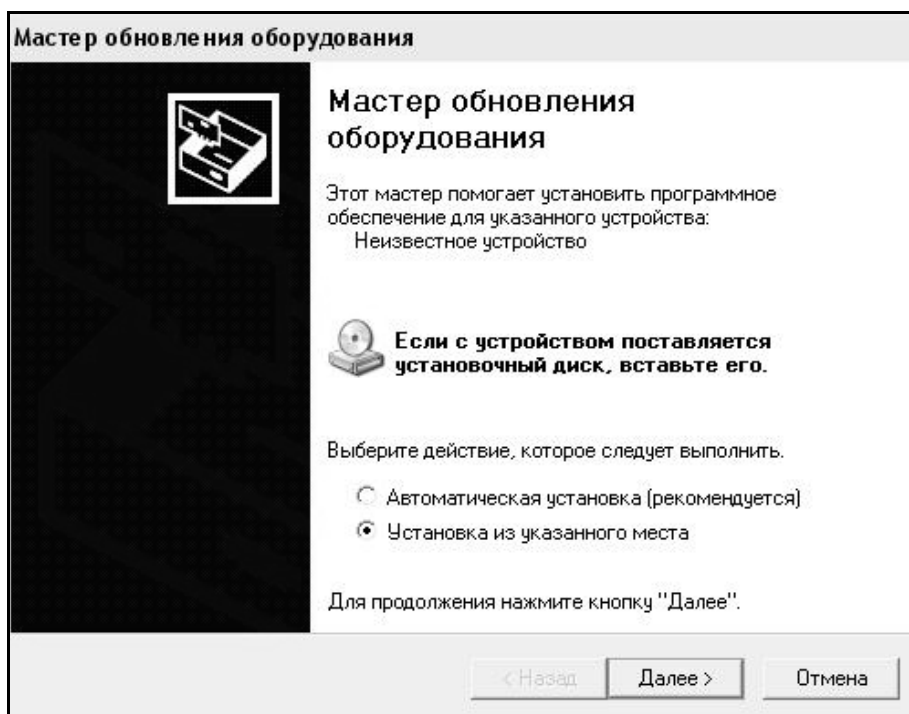 Мастер обновления оборудования
Мастер обновления
оборудования
Этот мастер помогает установить программное
обеспечение для указанного устройства:
Неизвестное устройство
Если с устройством поставляется
установочный диск, вставьте его.
Выберите действие, которое следует выполнить.
Автоматическая установка (рекомендуется)
Установка из указанного места
Для продолжения нажмите кнопку "Далее".
< Назад Далее > Отмена